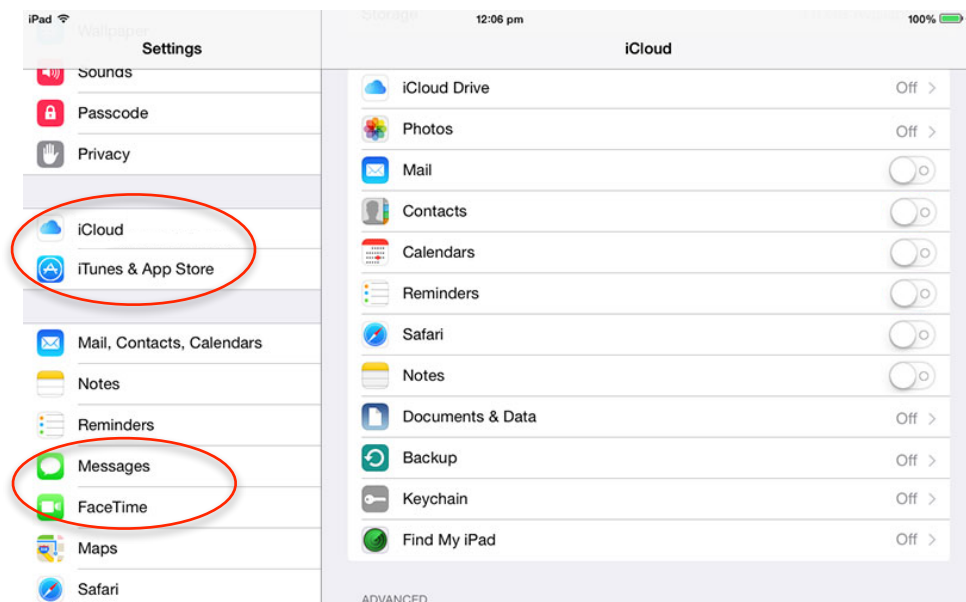 iPad 12:06 pm 100%
Wallpaper Storage
Settings iCloud
Sounds
Passcode
Privacy
iCloud
iTunes & App Store
Mail, Contacts, Calendars
Notes
Reminders
Messages
FaceTime
Maps
Safari
iCloud Drive Off
Photos Off
Mail
Contacts
Calendars
Reminders
Safari
Notes
Documents & Data Off
Backup Off
Keychain Off
Find My iPad Off
ADVANCED